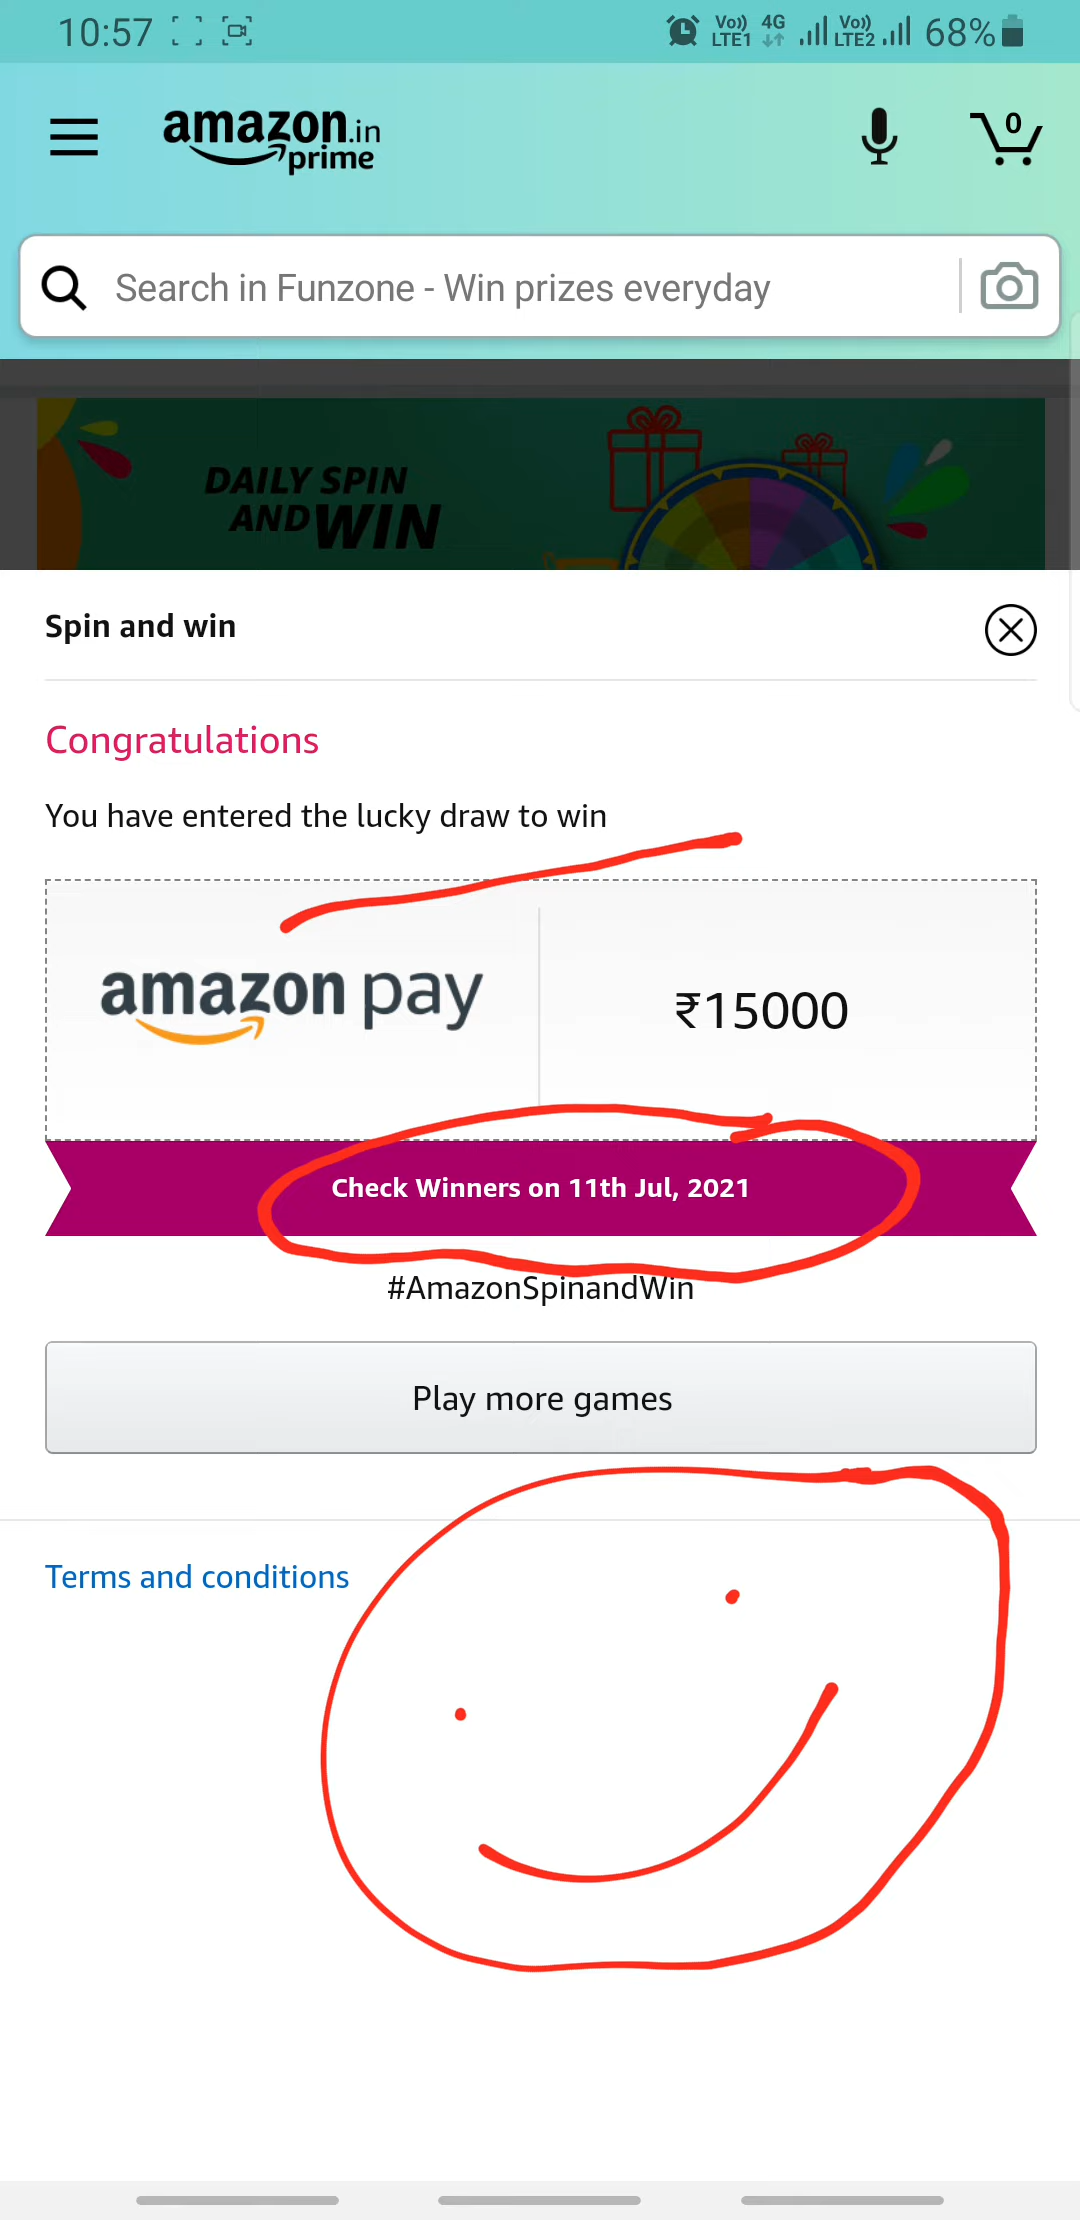 10:57
Vo)) LTE1 4G Vo)) LTE2 68%
amazon.in
prime
0
Search in Funzone - Win prizes everyday
DAILY SPIN
AND WIN
Spin and win
Congratulations
You have entered the lucky draw to win
amazon pay
₹15000
Check Winners on 11th Jul, 2021
#AmazonSpinandWin
Play more games
Terms and conditions